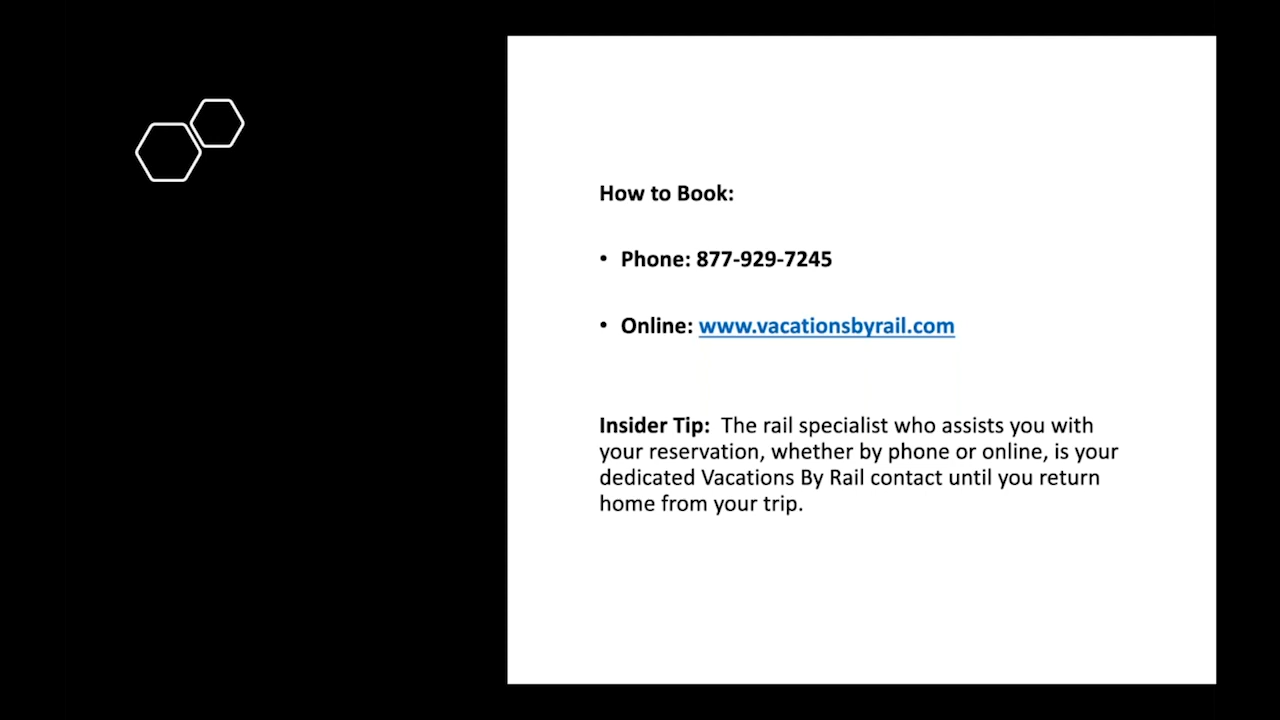 How to Book:
• Phone: 877-929-7245
• Online: www.vacationsbyrail.com
Insider Tip:  The rail specialist who assists you with
your reservation, whether by phone or online, is your
dedicated Vacations By Rail contact until you return
home from your trip.